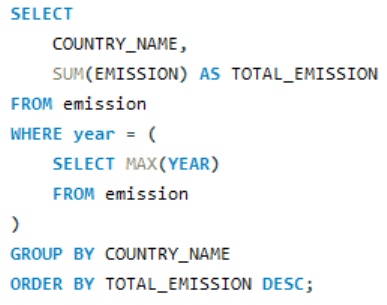 SELECT
    COUNTRY_NAME,
    SUM(EMISSION) AS TOTAL_EMISSION
FROM emission
WHERE year = (
    SELECT MAX(YEAR)
    FROM emission
)
GROUP BY COUNTRY_NAME
ORDER BY TOTAL_EMISSION DESC;